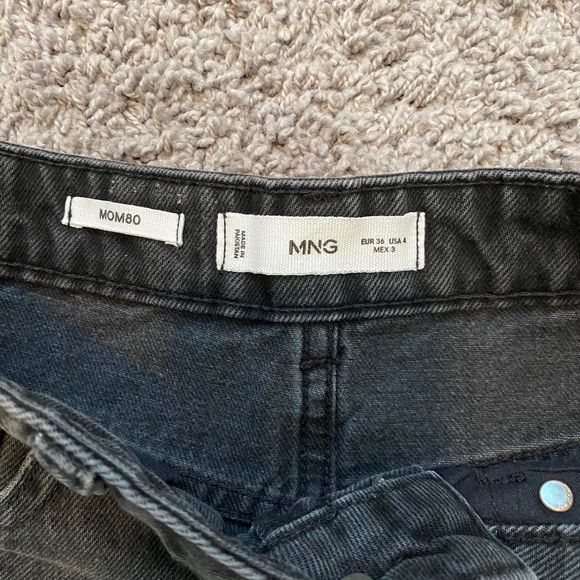 MOM80
MADE IN
PAKISTAN
MNG
EUR 36 USA 4
MEX 3